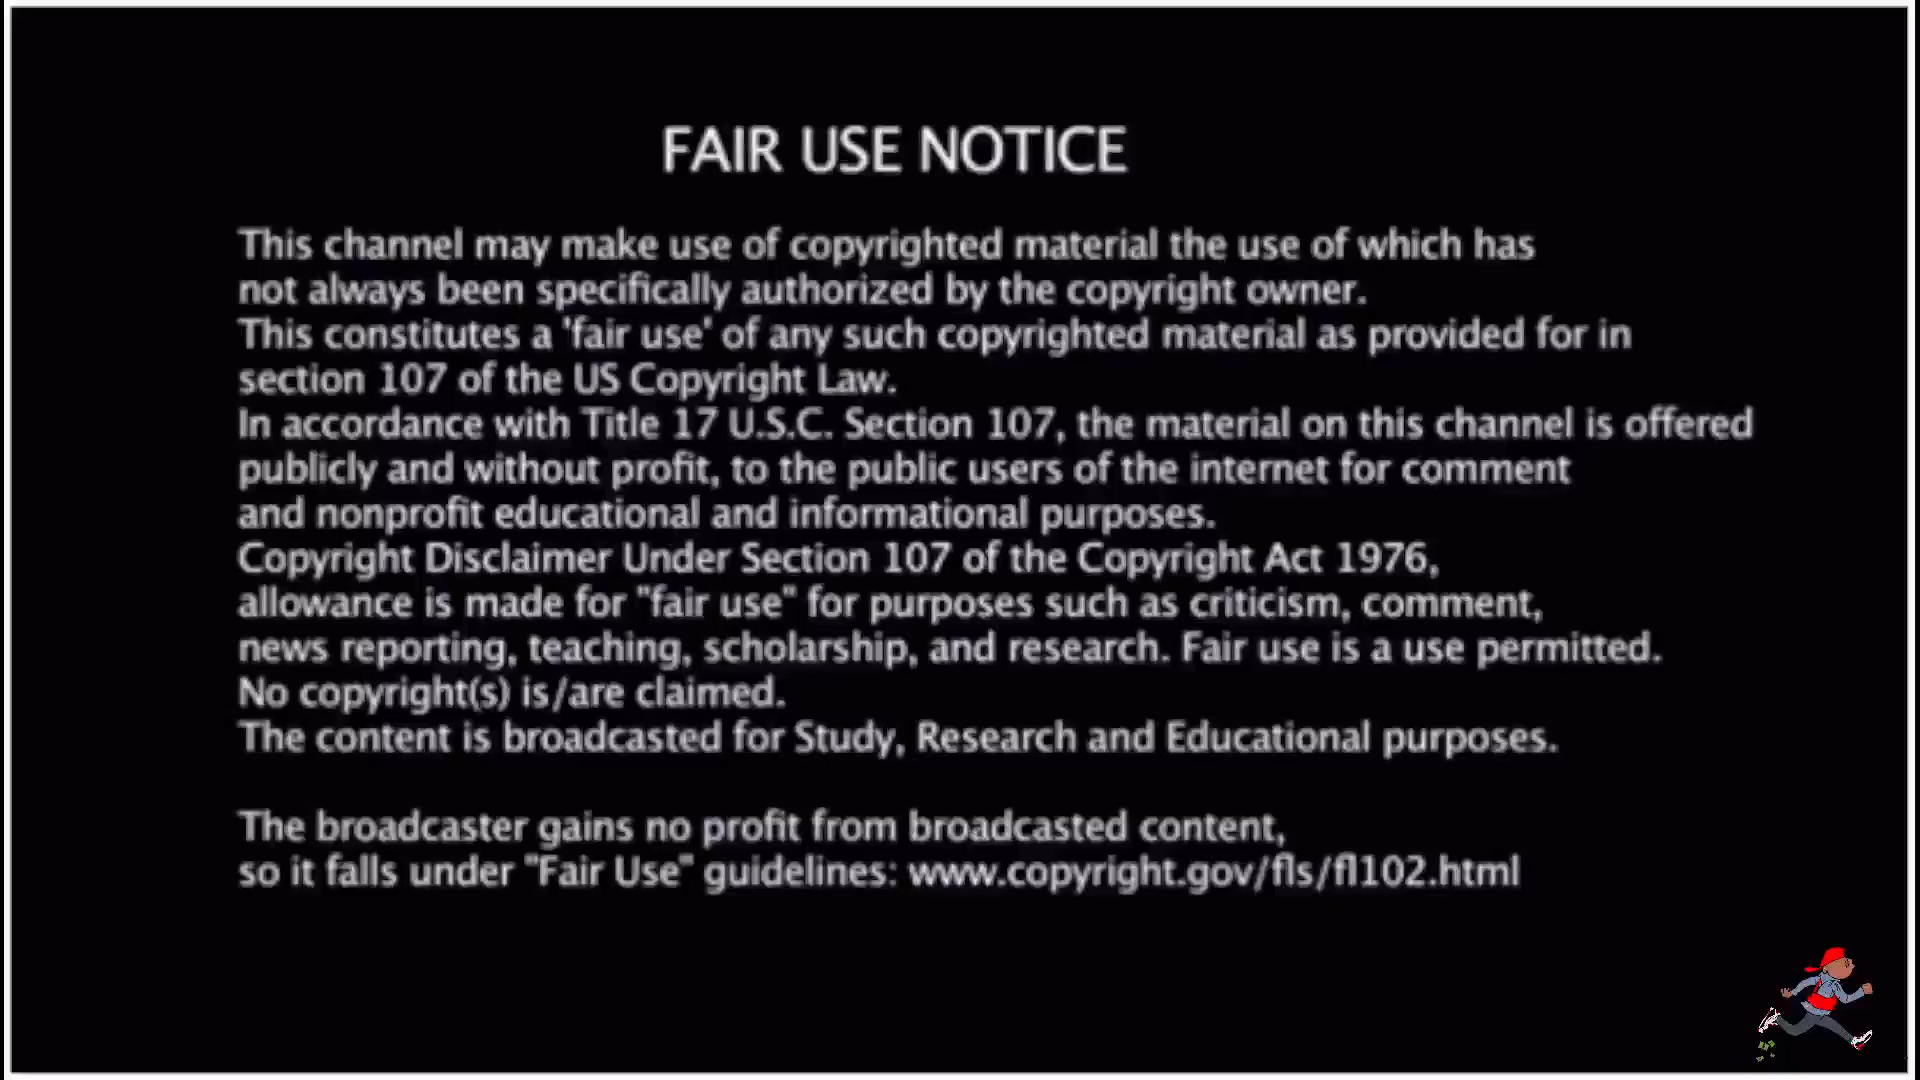 FAIR USE NOTICE
This channel may make use of copyrighted material the use of which has
not always been specifically authorized by the copyright owner.
This constitutes a 'fair use' of any such copyrighted material as provided for in
section 107 of the US Copyright Law.
In accordance with Title 17 U.S.C. Section 107, the material on this channel is offered
publicly and without profit, to the public users of the internet for comment
and nonprofit educational and informational purposes.
Copyright Disclaimer Under Section 107 of the Copyright Act 1976,
allowance is made for "fair use" for purposes such as criticism, comment,
news reporting, teaching, scholarship, and research. Fair use is a use permitted.
No copyright(s) is/are claimed.
The content is broadcasted for Study, Research and Educational purposes.
The broadcaster gains no profit from broadcasted content,
so it falls under "Fair Use" guidelines: www.copyright.gov/fls/fl102.html